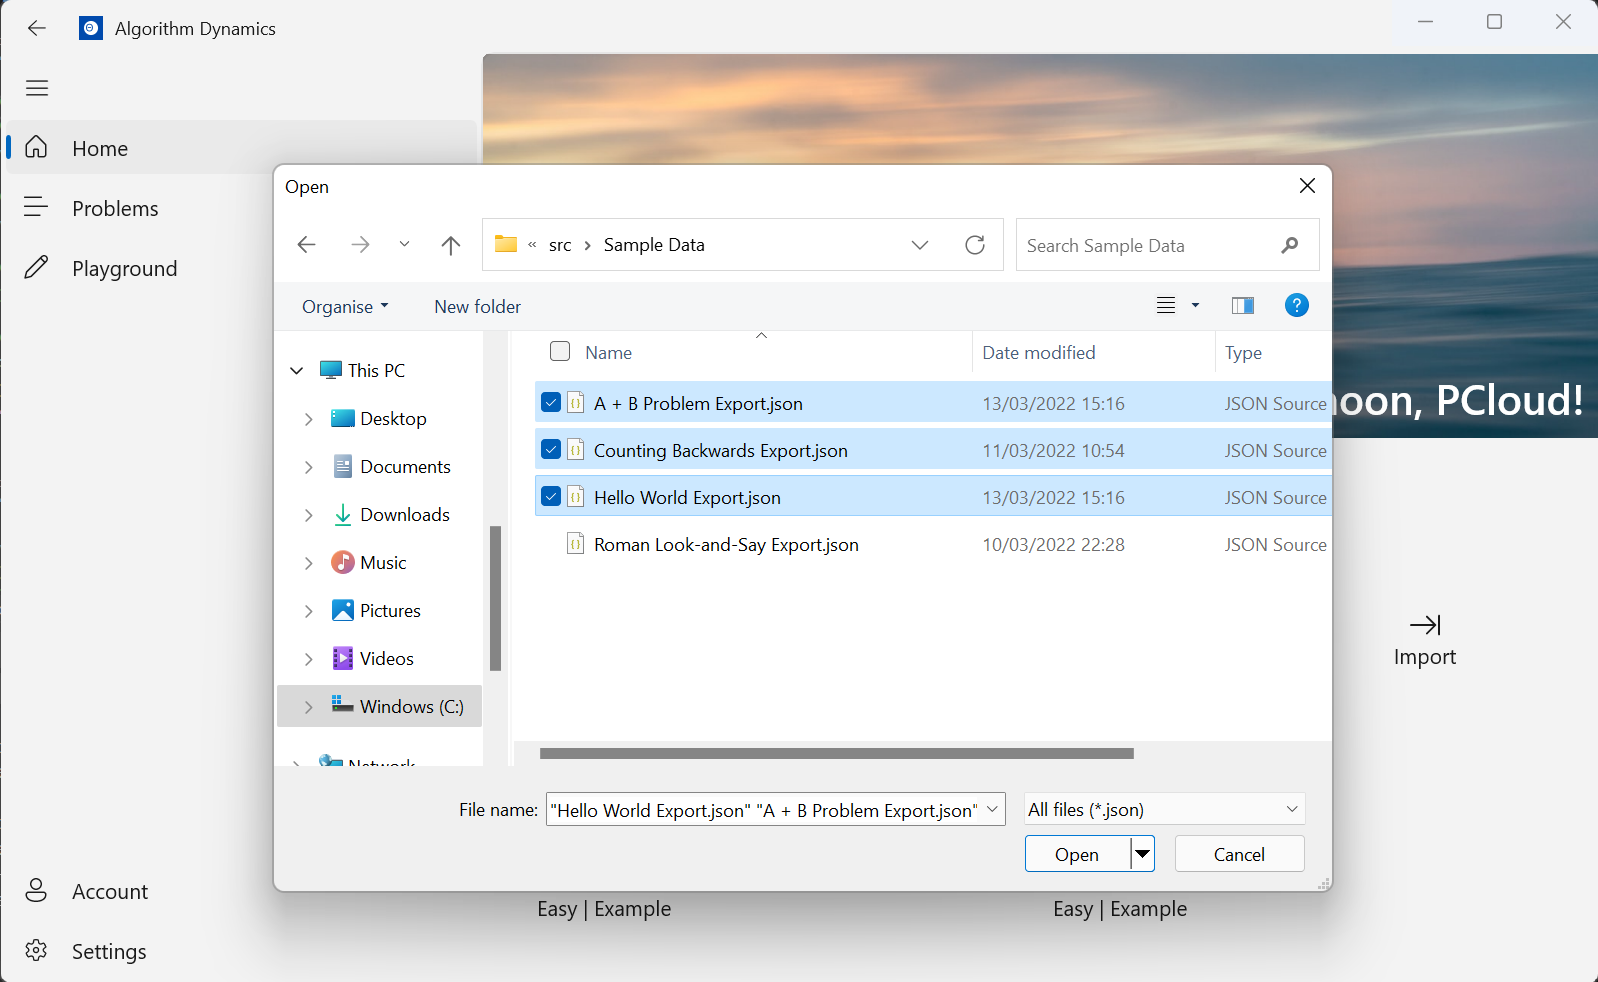 Algorithm Dynamics
Home
Problems
Playground
noon, PCloud!
Open
« src › Sample Data
Search Sample Data
Organise
New folder
?
Name
Date modified
Type
This PC
Desktop
Documents
Downloads
Music
Pictures
Videos
Windows (C:)
Network
A + B Problem Export.json 13/03/2022 15:16 JSON Source
Counting Backwards Export.json 11/03/2022 10:54 JSON Source
Hello World Export.json 13/03/2022 15:16 JSON Source
Roman Look-and-Say Export.json 10/03/2022 22:28 JSON Source
File name: "Hello World Export.json" "A + B Problem Export.json"
All files (*.json)
Open
Cancel
Import
Easy | Example
Easy | Example
Account
Settings